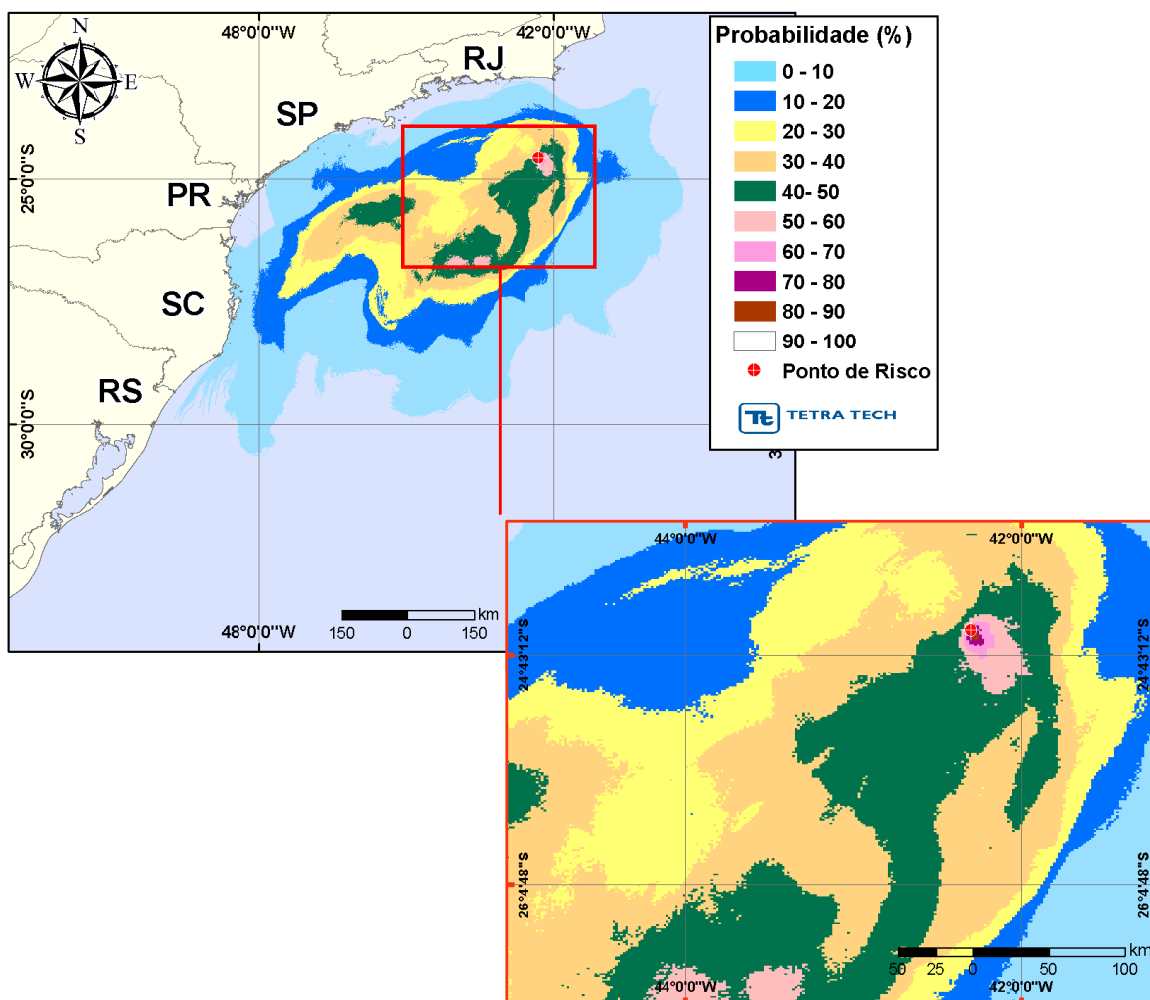 48°0'0"W
42°0'0"W
N
W
E
S
RJ
SP
PR
SC
RS
25°0'0"S
25°0'0"S
30°0'0"S
48°0'0"W
km
150
0
150
Probabilidade (%)
0 - 10
10 - 20
20 - 30
30 - 40
40- 50
50 - 60
60 - 70
70 - 80
80 - 90
90 - 100
Ponto de Risco
Tt TETRA TECH
44°0'0"W
42°0'0"W
24°43'12"S
24°43'12"S
26°4'48"S
26°4'48"S
km
50
25
0
50
100
44°0'0"W
42°0'0"W